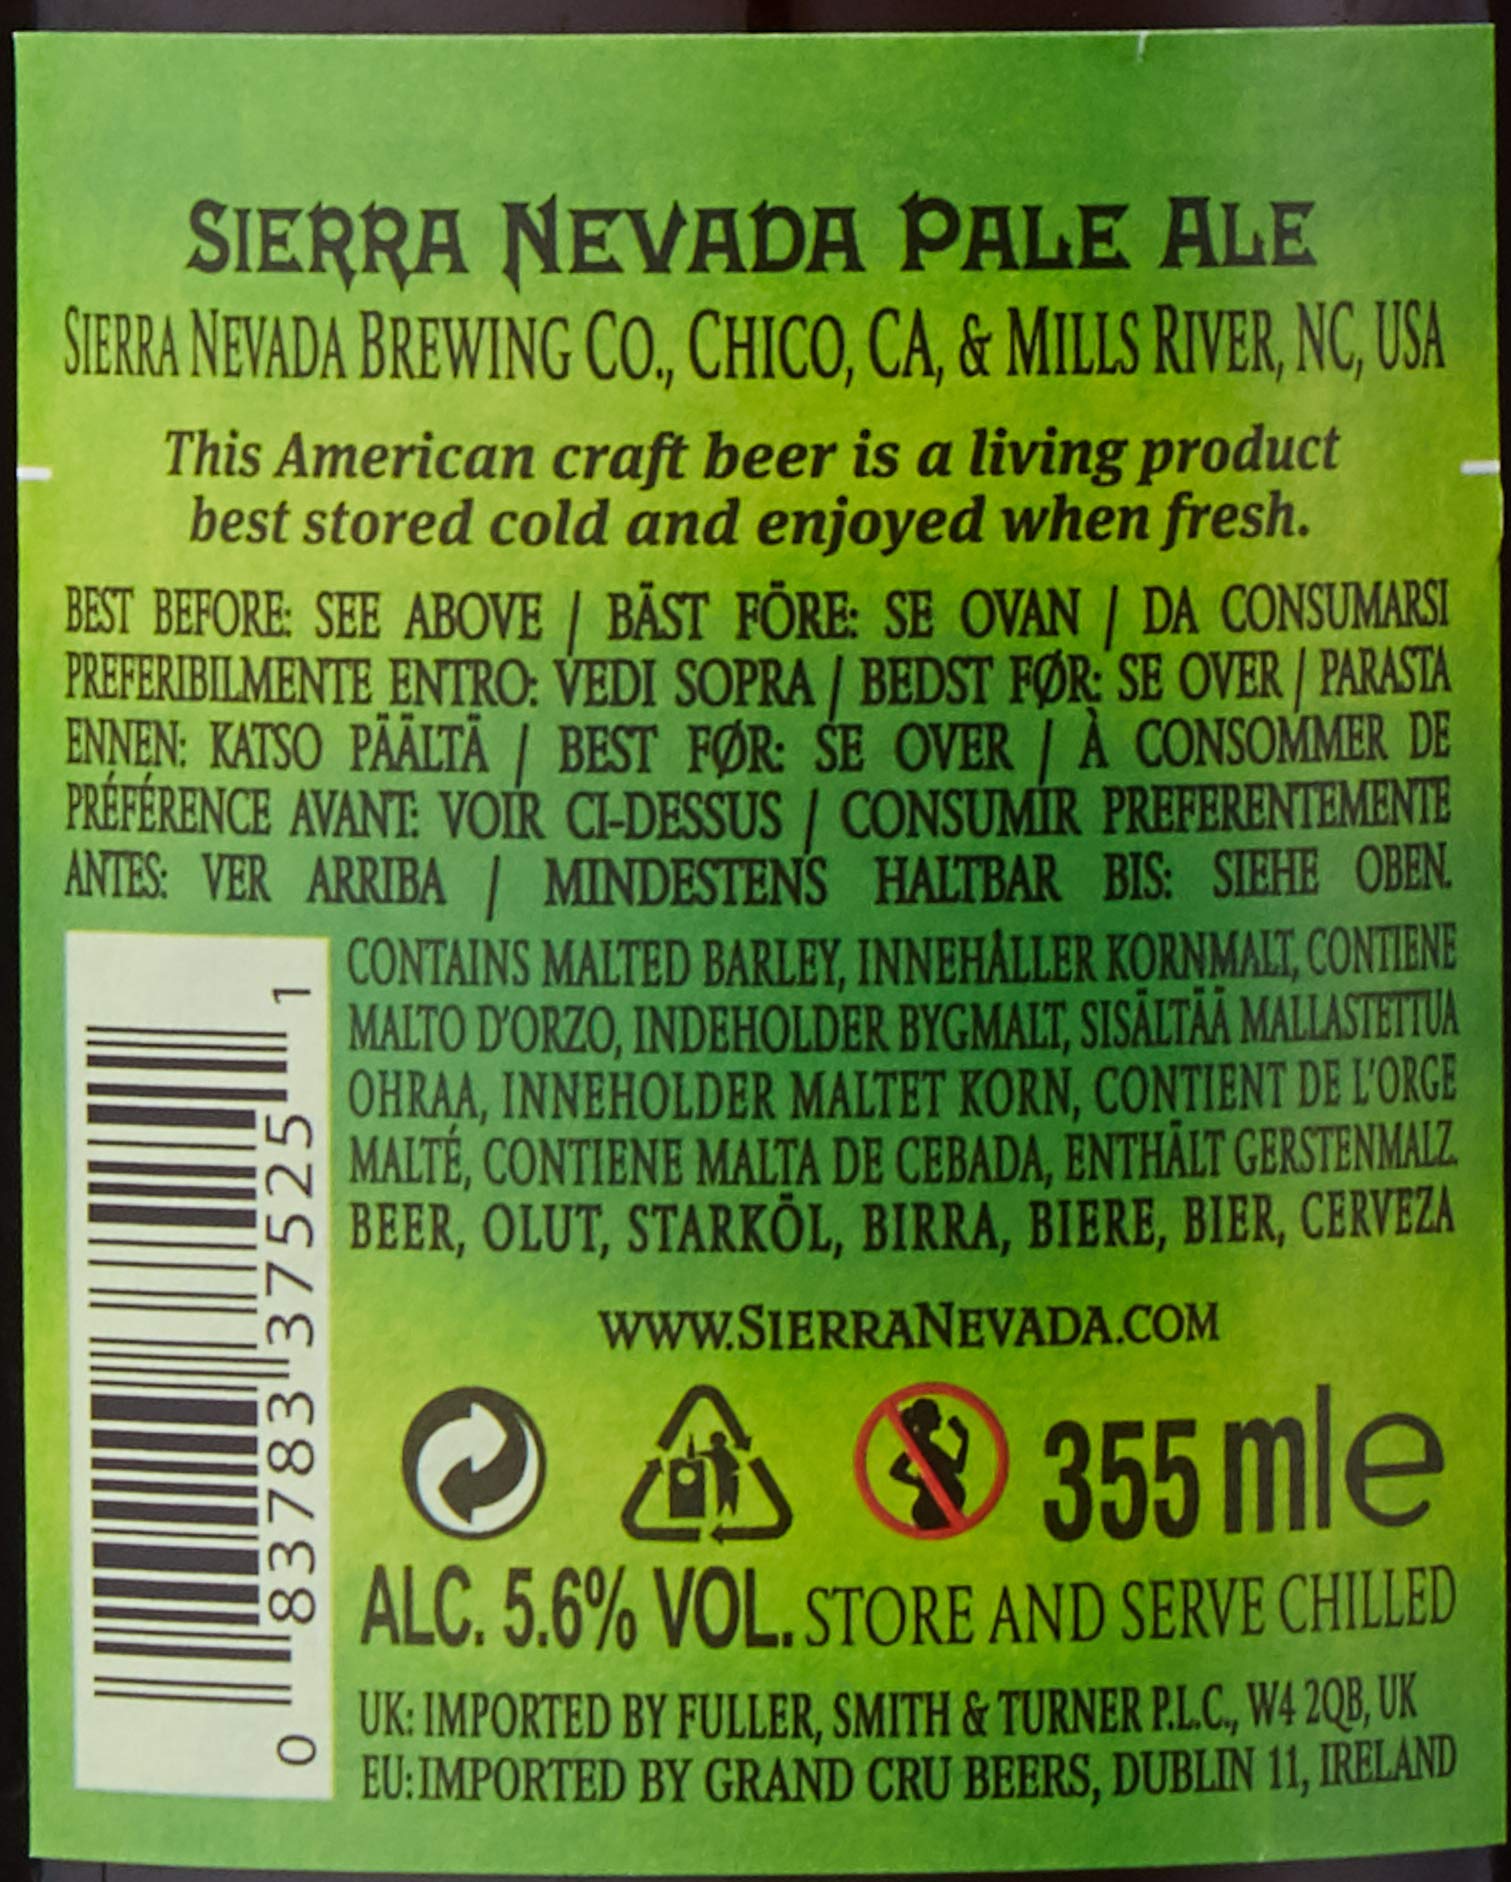 SIERRA NEVADA PALE ALE
SIERRA NEVADA BREWING CO., CHICO, CA, & MILLS RIVER, NC, USA
This American craft beer is a living product
best stored cold and enjoyed when fresh.
BEST BEFORE: SEE ABOVE / BÄST FÖRE: SE OVAN / DA CONSUMARSI
PREFERIBILMENTE ENTRO: VEDI SOPRA / BEDST FØR: SE OVER / PARASTA
ENNEN: KATSO PÄÄLTÄ / BEST FØR: SE OVER / À CONSOMMER DE
PRÉFÉRENCE AVANT: VOIR CI-DESSUS / CONSUMIR PREFERENTEMENTE
ANTES: VER ARRIBA / MINDESTENS HALTBAR BIS: SIEHE OBEN.
CONTAINS MALTED BARLEY, INNEHÅLLER KORNMALT, CONTIENE
MALTO D'ORZO, INDEHOLDER BYGMALT, SISÄLTÄÄ MALLASTETTUA
OHRAA, INNEHOLDER MALTET KORN, CONTIENT DE L'ORGE
MALTÉ, CONTIENE MALTA DE CEBADA, ENTHÄLT GERSTENMALZ.
BEER, OLUT, STARKÖL, BIRRA, BIERE, BIER, CERVEZA
WWW.SIERRANEVADA.COM
355 ml e
ALC. 5.6% VOL. STORE AND SERVE CHILLED
UK: IMPORTED BY FULLER, SMITH & TURNER P.L.C., W4 2QB, UK
EU: IMPORTED BY GRAND CRU BEERS, DUBLIN 11, IRELAND
0 83783 37525 1